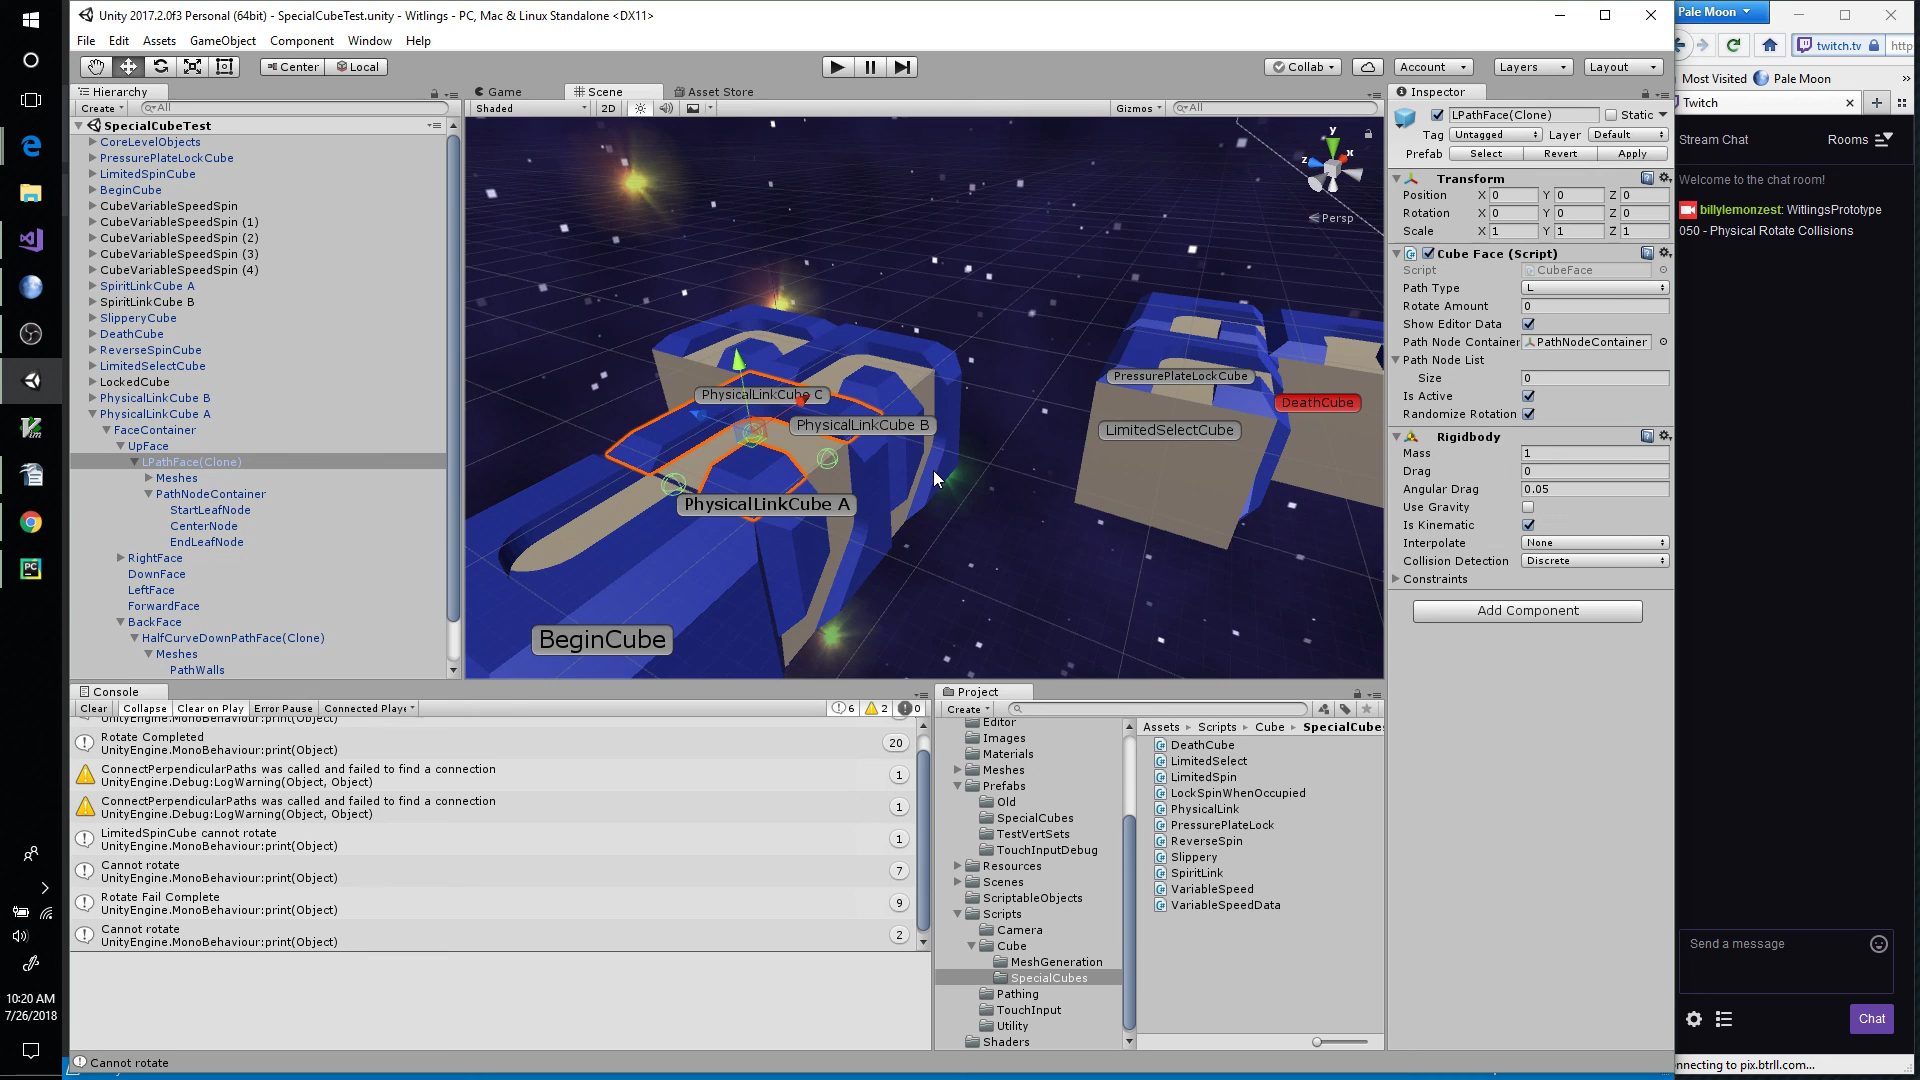 Unity 2017.2.0f3 Personal (64bit) - SpecialCubeTest.unity - Witlings - PC, Mac & Linux Standalone <DX11>
File Edit Assets GameObject Component Window Help
Center Local
Collab Account Layers Layout
Hierarchy
Create All
SpecialCubeTest
CoreLevelObjects
PressurePlateLockCube
LimitedSpinCube
BeginCube
CubeVariableSpeedSpin
CubeVariableSpeedSpin (1)
CubeVariableSpeedSpin (2)
CubeVariableSpeedSpin (3)
CubeVariableSpeedSpin (4)
SpiritLinkCube A
SpiritLinkCube B
SlipperyCube
DeathCube
ReverseSpinCube
LimitedSelectCube
LockedCube
PhysicalLinkCube B
PhysicalLinkCube A
FaceContainer
UpFace
LPathFace(Clone)
Meshes
PathNodeContainer
StartLeafNode
CenterNode
EndLeafNode
RightFace
DownFace
LeftFace
ForwardFace
BackFace
HalfCurveDownPathFace(Clone)
Meshes
PathWalls
Game Scene Asset Store
Shaded 2D Gizmos All
y
x
z
Persp
PhysicalLinkCube C
PhysicalLinkCube B
PhysicalLinkCube A
BeginCube
PressurePlateLockCube
DeathCube
LimitedSelectCube
Inspector
LPathFace(Clone) Static
Tag Untagged Layer Default
Prefab Select Revert Apply
Transform
Position X 0 Y 0 Z 0
Rotation X 0 Y 0 Z 0
Scale X 1 Y 1 Z 1
Cube Face (Script)
Script CubeFace
Path Type L
Rotate Amount 0
Show Editor Data
Path Node Container PathNodeContainer
Path Node List
Size 0
Is Active
Randomize Rotation
Rigidbody
Mass 1
Drag 0
Angular Drag 0.05
Use Gravity
Is Kinematic
Interpolate None
Collision Detection Discrete
Constraints
Add Component
Console
Clear Collapse Clear on Play Error Pause Connected Playe 6 2 0
UnityEngine.MonoBehaviour:print(Object)
Rotate Completed
UnityEngine.MonoBehaviour:print(Object) 20
ConnectPerpendicularPaths was called and failed to find a connection
UnityEngine.Debug:LogWarning(Object, Object) 1
ConnectPerpendicularPaths was called and failed to find a connection
UnityEngine.Debug:LogWarning(Object, Object) 1
LimitedSpinCube cannot rotate
UnityEngine.MonoBehaviour:print(Object) 1
Cannot rotate
UnityEngine.MonoBehaviour:print(Object) 7
Rotate Fail Complete
UnityEngine.MonoBehaviour:print(Object) 9
Cannot rotate
UnityEngine.MonoBehaviour:print(Object) 2
Cannot rotate
Project
Create
Editor
Images
Materials
Meshes
Prefabs
Old
SpecialCubes
TestVertSets
TouchInputDebug
Resources
Scenes
ScriptableObjects
Scripts
Camera
Cube
MeshGeneration
SpecialCubes
Pathing
TouchInput
Utility
Shaders
Assets Scripts Cube SpecialCubes
DeathCube
LimitedSelect
LimitedSpin
LockSpinWhenOccupied
PhysicalLink
PressurePlateLock
ReverseSpin
Slippery
SpiritLink
VariableSpeed
VariableSpeedData
Pale Moon
twitch.tv http
Most Visited Pale Moon
Twitch
Stream Chat Rooms
Welcome to the chat room!
billylemonzest: WitlingsPrototype
050 - Physical Rotate Collisions
Send a message
Chat
nnecting to pix.btrll.com...
PC
10:20 AM
7/26/2018